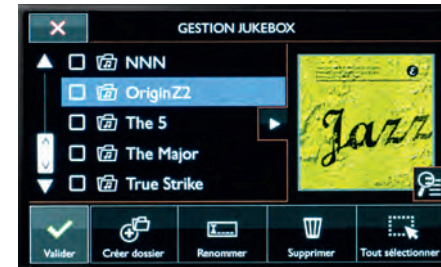 GESTION JUKEBOX
NNN
OriginZ2
The 5
The Major
True Strike
Jazz
Valider
Créer dossier
Renommer
Supprimer
Tout sélectionner